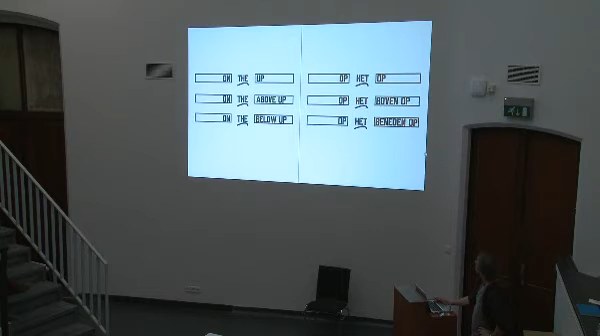 ON THE UP
ON THE ABOVE UP
ON THE BELOW UP
OP HET OP
OP HET BOVEN OP
OP HET BENEDEN OP